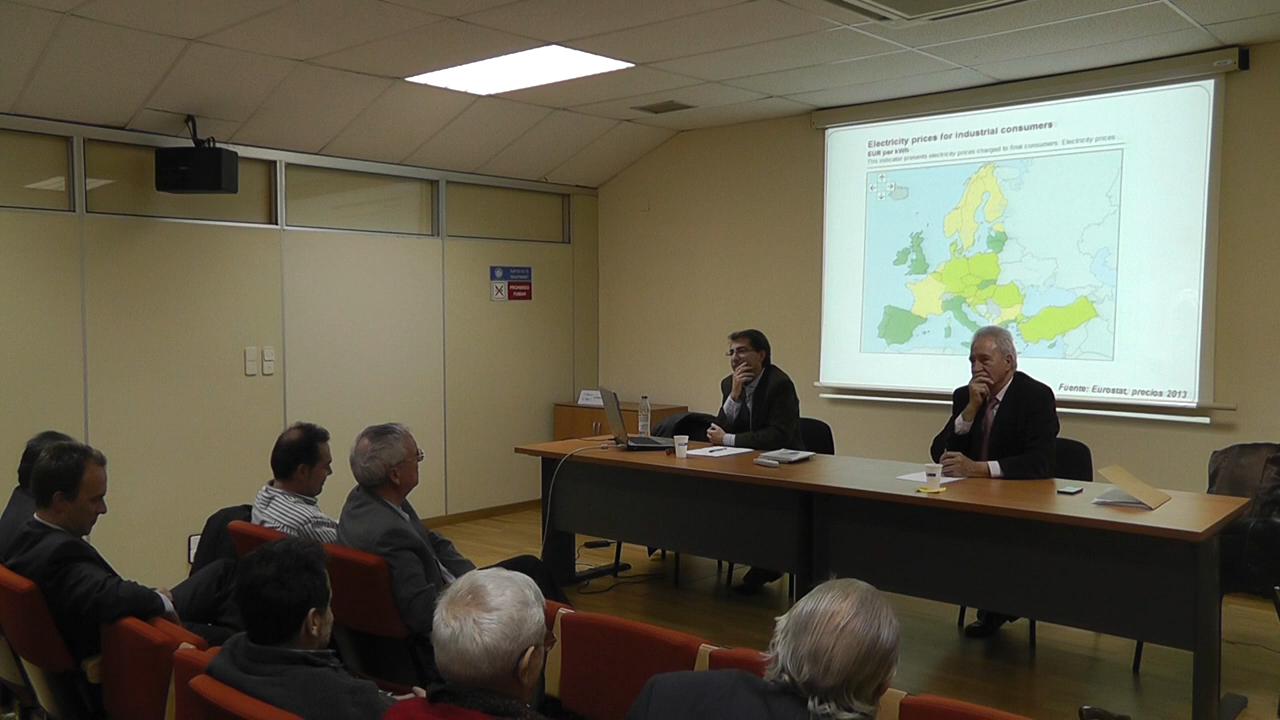 Electricity prices for industrial consumers
EUR per kWh
This indicator presents electricity prices charged to final consumers. Electricity prices ...
Fuente: Eurostat, precios 2013
PROHIBIDO
FUMAR